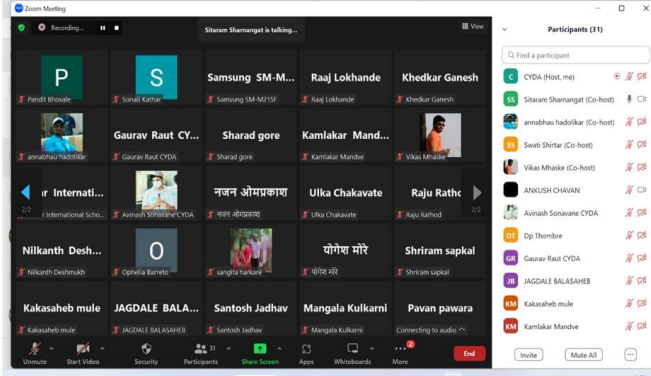 Zoom Meeting
Recording...
Sitaram Sharnangat is talking...
View
P
Pandit Bhosale
S
Sonali Kathar
Samsung SM-M...
Samsung SM-M215F
Raaj Lokhande
Raaj Lokhande
Khedkar Ganesh
Khedkar Ganesh
annabhau hadolikar
Gaurav Raut CY...
Gaurav Raut CYDA
Sharad gore
Sharad gore
Kamlakar Mand...
Kamlakar Mandve
Vikas Mhaske
2/2
ır Internati...
r International Scho...
Avinash Sonavane CYDA
नजन ओमप्रकाश
नजन ओमप्रकाश
Ulka Chakavate
Ulka Chakavate
Raju Rathod
2/2
Nilkanth Desh...
Nilkanth Deshmukh
O
Ophelia Barreto
sangita harkare
योगेश मोरे
योगेश मोरे
Shriram sapkal
Shriram sapkal
Kakasaheb mule
Kakasaheb mule
JAGDALE BALA...
JAGDALE BALASAHEB
Santosh Jadhav
Santosh Jadhav
Mangala Kulkarni
Mangala Kulkarni
Pavan pawara
Connecting to audio
Unmute
Start Video
Security
31
Participants
Share Screen
Apps
Whiteboards
2
More
End
Participants (31)
Find a participant
C CYDA (Host, me)
SS Sitaram Sharnangat (Co-host)
annabhau hadolikar (Co-host)
SS Swati Shirtar (Co-host)
Vikas Mhaske (Co-host)
ANKUSH CHAVAN
Avinash Sonavane CYDA
DT Dp Thombre
GR Gaurav Raut CYDA
JB JAGDALE BALASAHEB
KM Kakasaheb mule
KM Kamlakar Mandve
Invite
Mute All